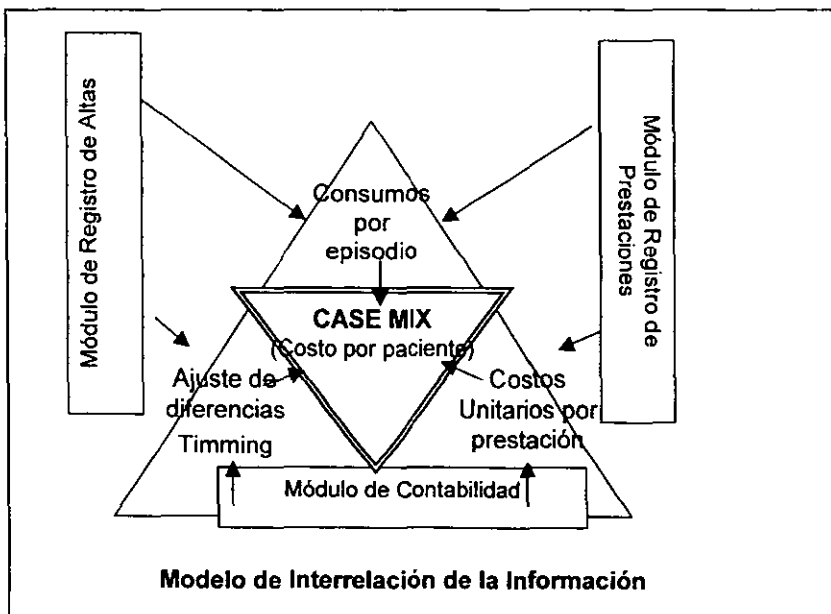 Módulo de Registro de Altas
Consumos
por
episodio
Módulo de Registro de
Prestaciones
CASE MIX
(Costo por paciente)
Ajuste de
diferencias
Timming
Costos
Unitarios por
prestación
Módulo de Contabilidad
Modelo de Interrelación de la Información